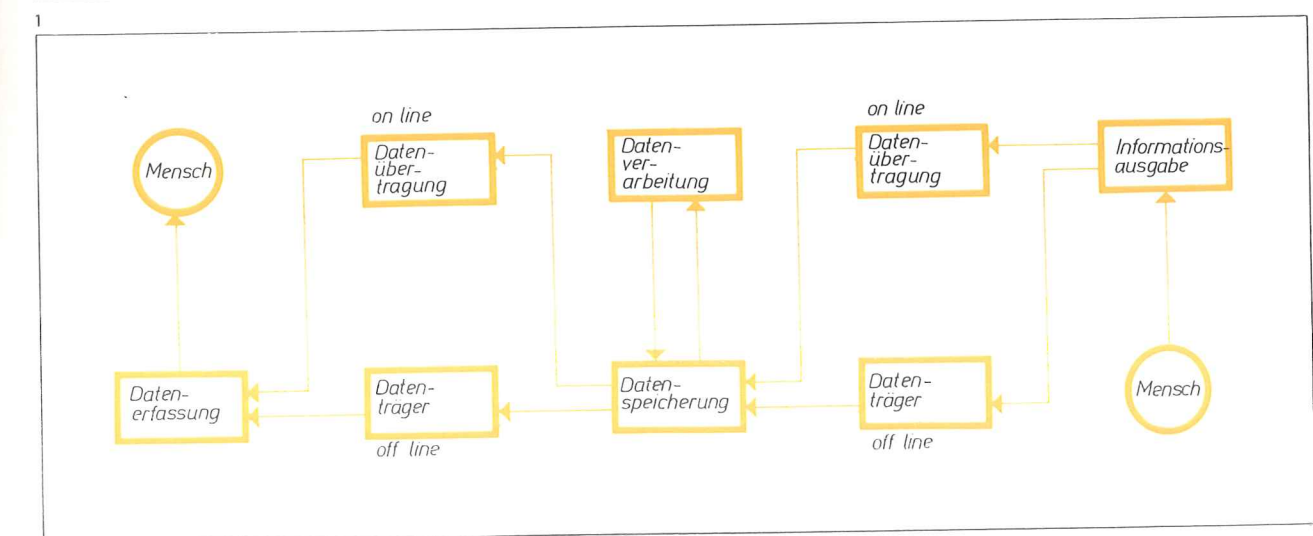 1
on line
on line
Mensch
Daten-
über-
tragung
Daten-
ver-
arbeitung
Daten-
über-
tragung
Informations-
ausgabe
Daten-
erfassung
Daten-
träger
Daten-
speicherung
Daten-
träger
Mensch
off line
off line